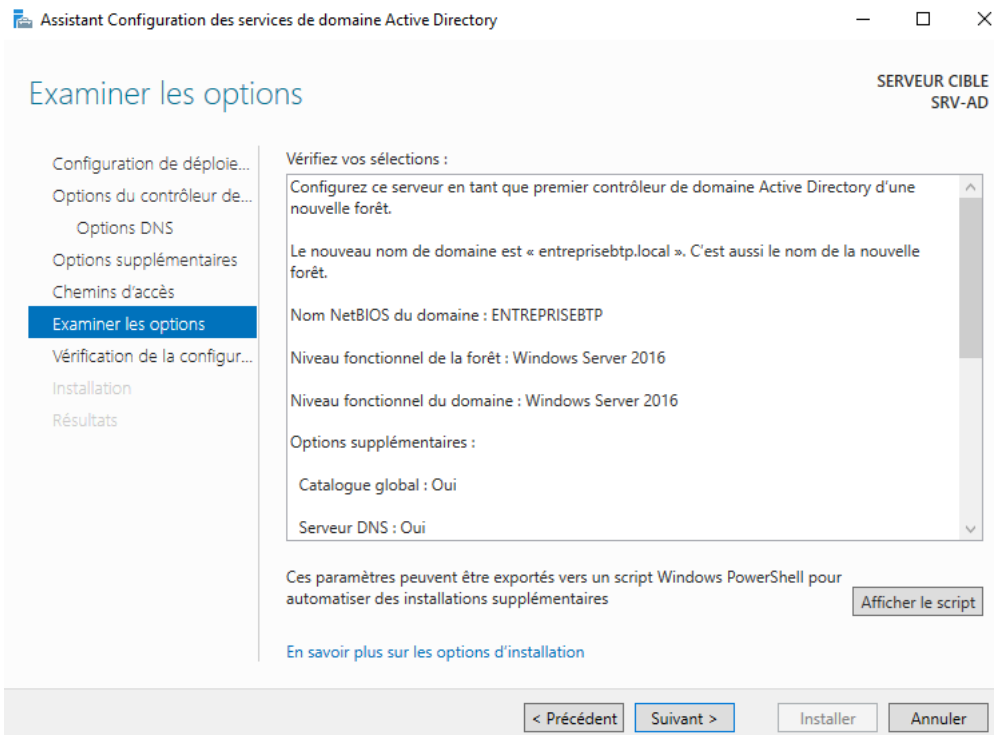 Assistant Configuration des services de domaine Active Directory
Examiner les options
SERVEUR CIBLE
SRV-AD
Configuration de déploie...
Options du contrôleur de...
Options DNS
Options supplémentaires
Chemins d'accès
Examiner les options
Vérification de la configur...
Installation
Résultats
Vérifiez vos sélections :
Configurez ce serveur en tant que premier contrôleur de domaine Active Directory d'une
nouvelle forêt.
Le nouveau nom de domaine est « entreprisebtp.local ». C'est aussi le nom de la nouvelle
forêt.
Nom NetBIOS du domaine : ENTREPRISEBTP
Niveau fonctionnel de la forêt : Windows Server 2016
Niveau fonctionnel du domaine : Windows Server 2016
Options supplémentaires :
Catalogue global : Oui
Serveur DNS : Oui
Ces paramètres peuvent être exportés vers un script Windows PowerShell pour
automatiser des installations supplémentaires
Afficher le script
En savoir plus sur les options d'installation
< Précédent
Suivant >
Installer
Annuler